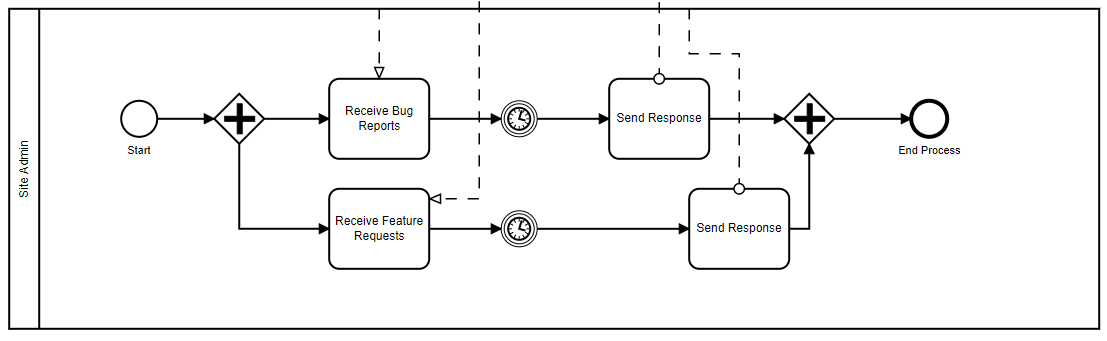 Site Admin
Start
Receive Bug
Reports
Send Response
End Process
Receive Feature
Requests
Send Response